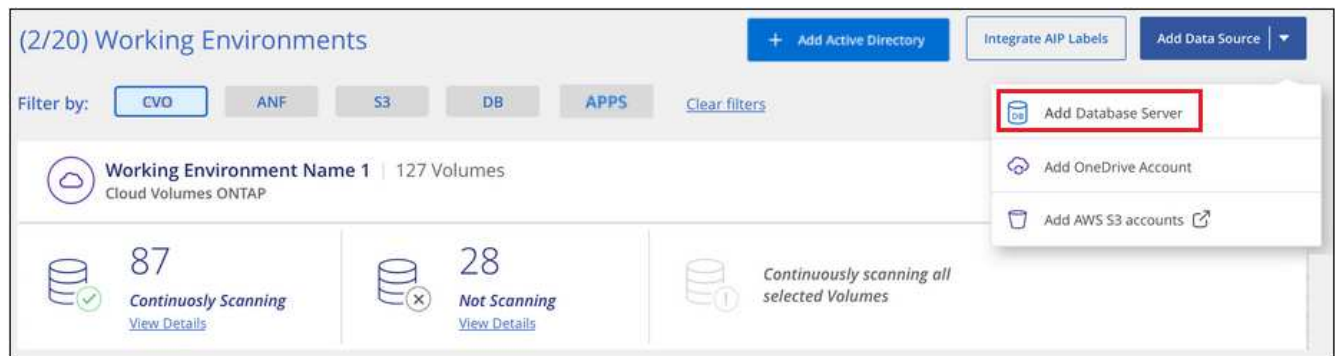 (2/20) Working Environments
+ Add Active Directory
Integrate AIP Labels
Add Data Source
Filter by:
CVO
ANF
S3
DB
APPS
Clear filters
DB
Add Database Server
Add OneDrive Account
Add AWS S3 accounts
Working Environment Name 1 | 127 Volumes
Cloud Volumes ONTAP
87
Continuosly Scanning
View Details
28
Not Scanning
View Details
Continuously scanning all
selected Volumes